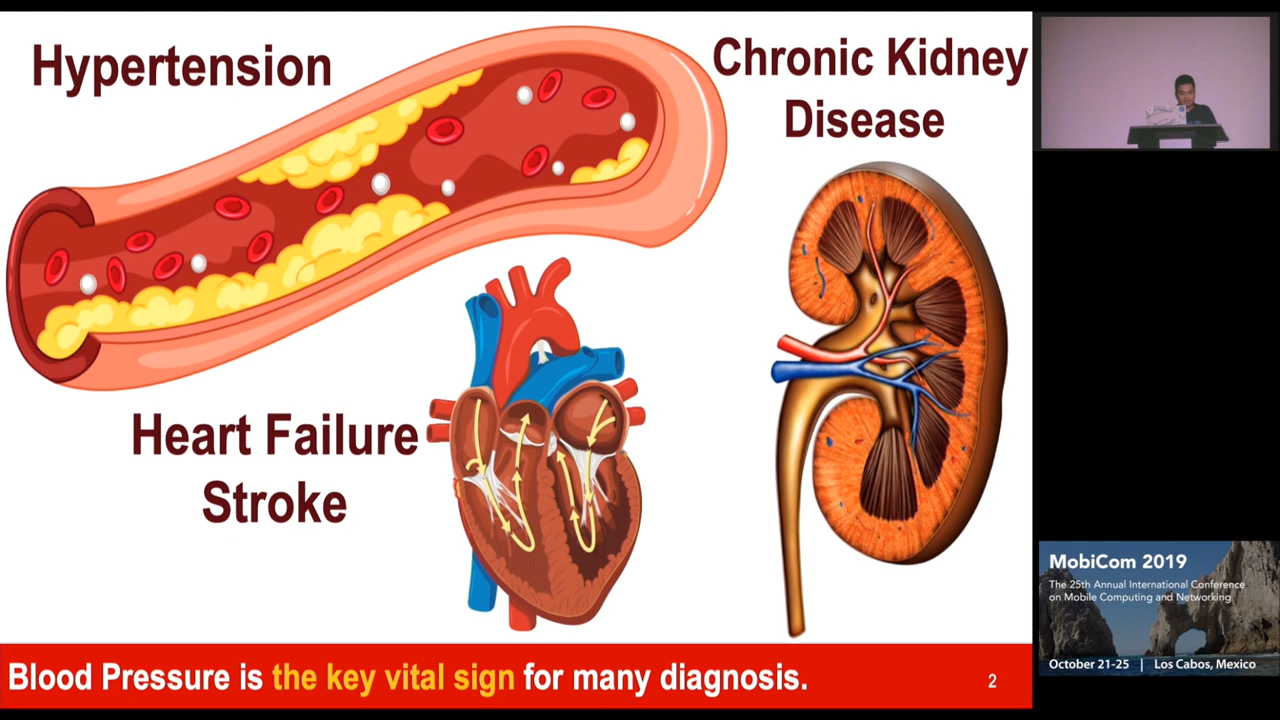 Hypertension
Chronic Kidney
Disease
Heart Failure
Stroke
Blood Pressure is the key vital sign for many diagnosis.
2
MobiCom 2019
The 25th Annual International Conference
on Mobile Computing and Networking
October 21-25 | Los Cabos, Mexico